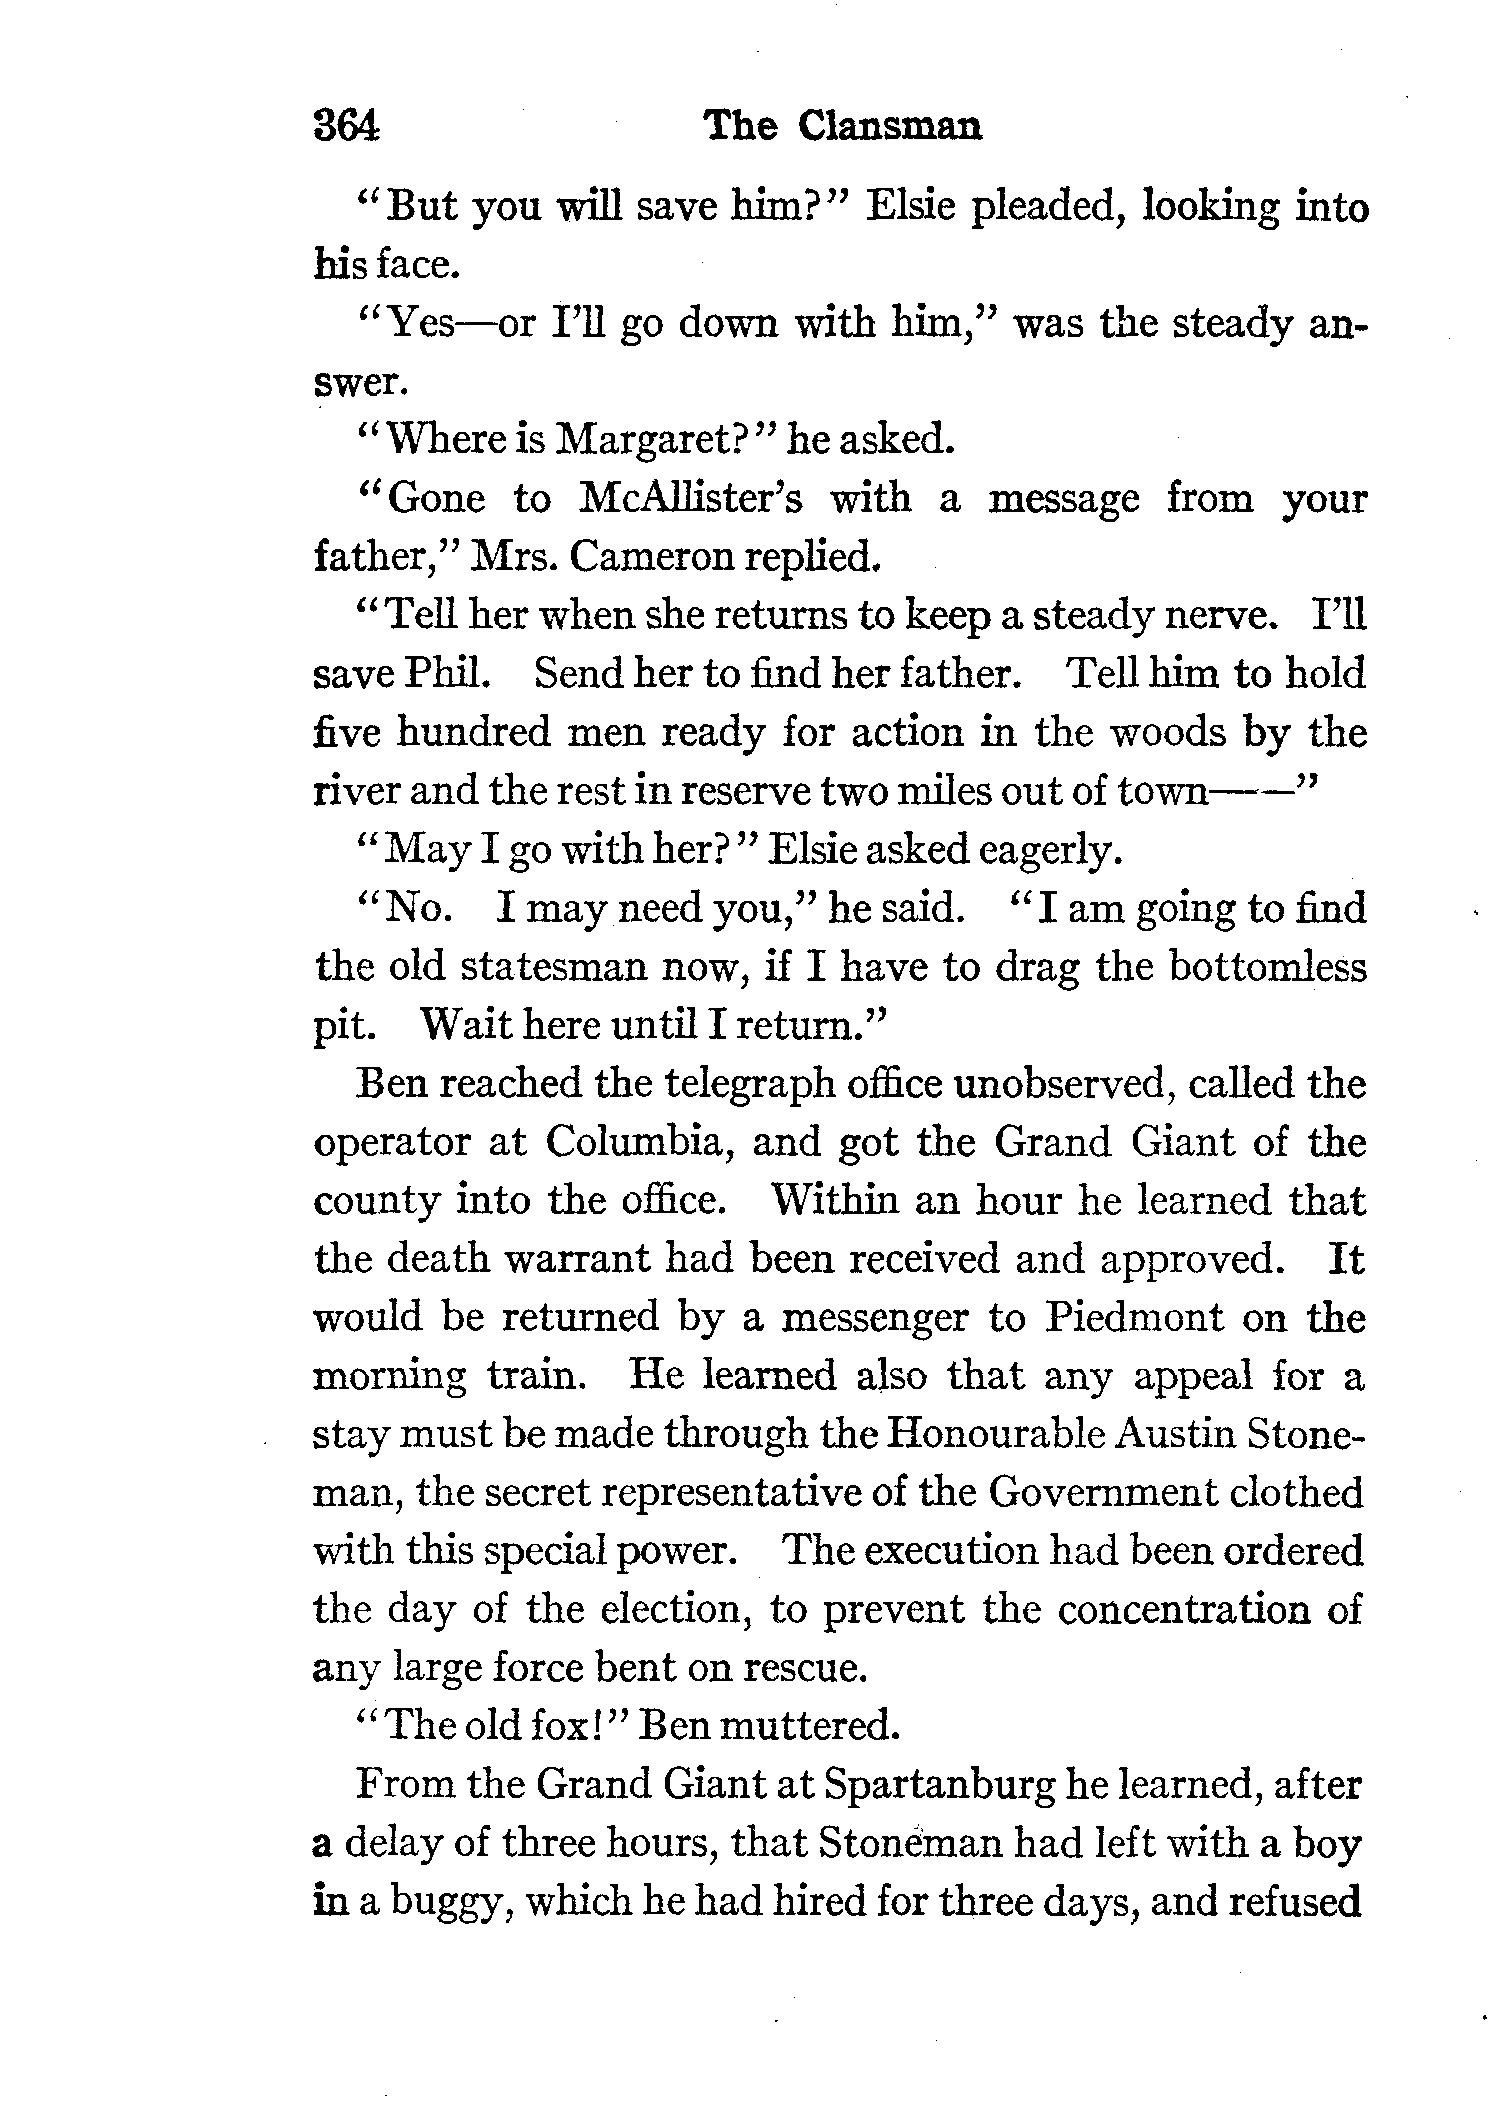 364 The Clansman
"But you will save him?" Elsie pleaded, looking into
his face.
"Yes—or I'll go down with him," was the steady an-
swer.
"Where is Margaret?" he asked.
"Gone to McAllister's with a message from your
father," Mrs. Cameron replied.
"Tell her when she returns to keep a steady nerve. I'll
save Phil. Send her to find her father. Tell him to hold
five hundred men ready for action in the woods by the
river and the rest in reserve two miles out of town——"
"May I go with her?" Elsie asked eagerly.
"No. I may need you," he said. "I am going to find
the old statesman now, if I have to drag the bottomless
pit. Wait here until I return."
Ben reached the telegraph office unobserved, called the
operator at Columbia, and got the Grand Giant of the
county into the office. Within an hour he learned that
the death warrant had been received and approved. It
would be returned by a messenger to Piedmont on the
morning train. He learned also that any appeal for a
stay must be made through the Honourable Austin Stone-
man, the secret representative of the Government clothed
with this special power. The execution had been ordered
the day of the election, to prevent the concentration of
any large force bent on rescue.
"The old fox!" Ben muttered.
From the Grand Giant at Spartanburg he learned, after
a delay of three hours, that Stoneman had left with a boy
in a buggy, which he had hired for three days, and refused